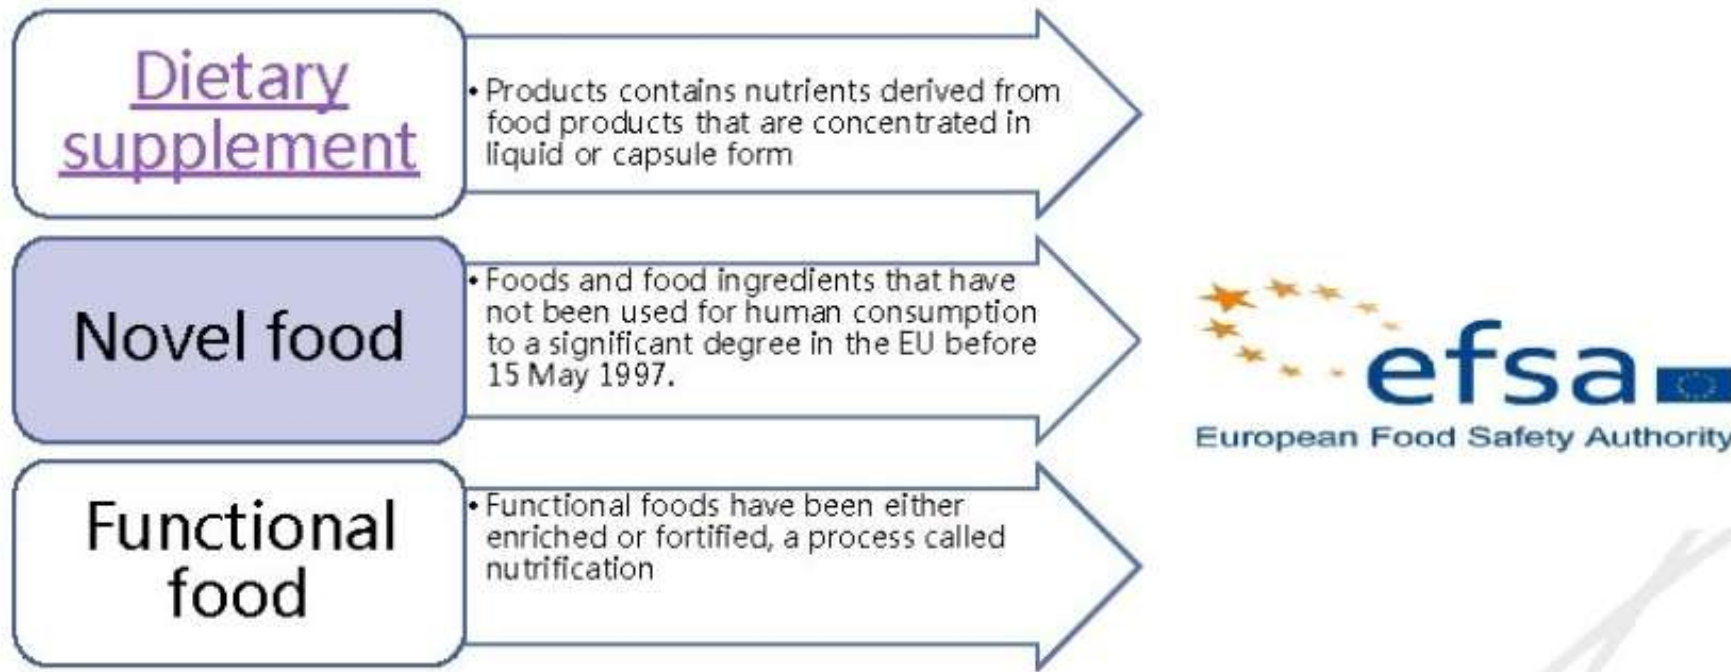 Dietary
supplement
• Products contains nutrients derived from
food products that are concentrated in
liquid or capsule form
Novel food
• Foods and food ingredients that have
not been used for human consumption
to a significant degree in the EU before
15 May 1997.
Functional
food
• Functional foods have been either
enriched or fortified, a process called
nutrification
efsa
European Food Safety Authority